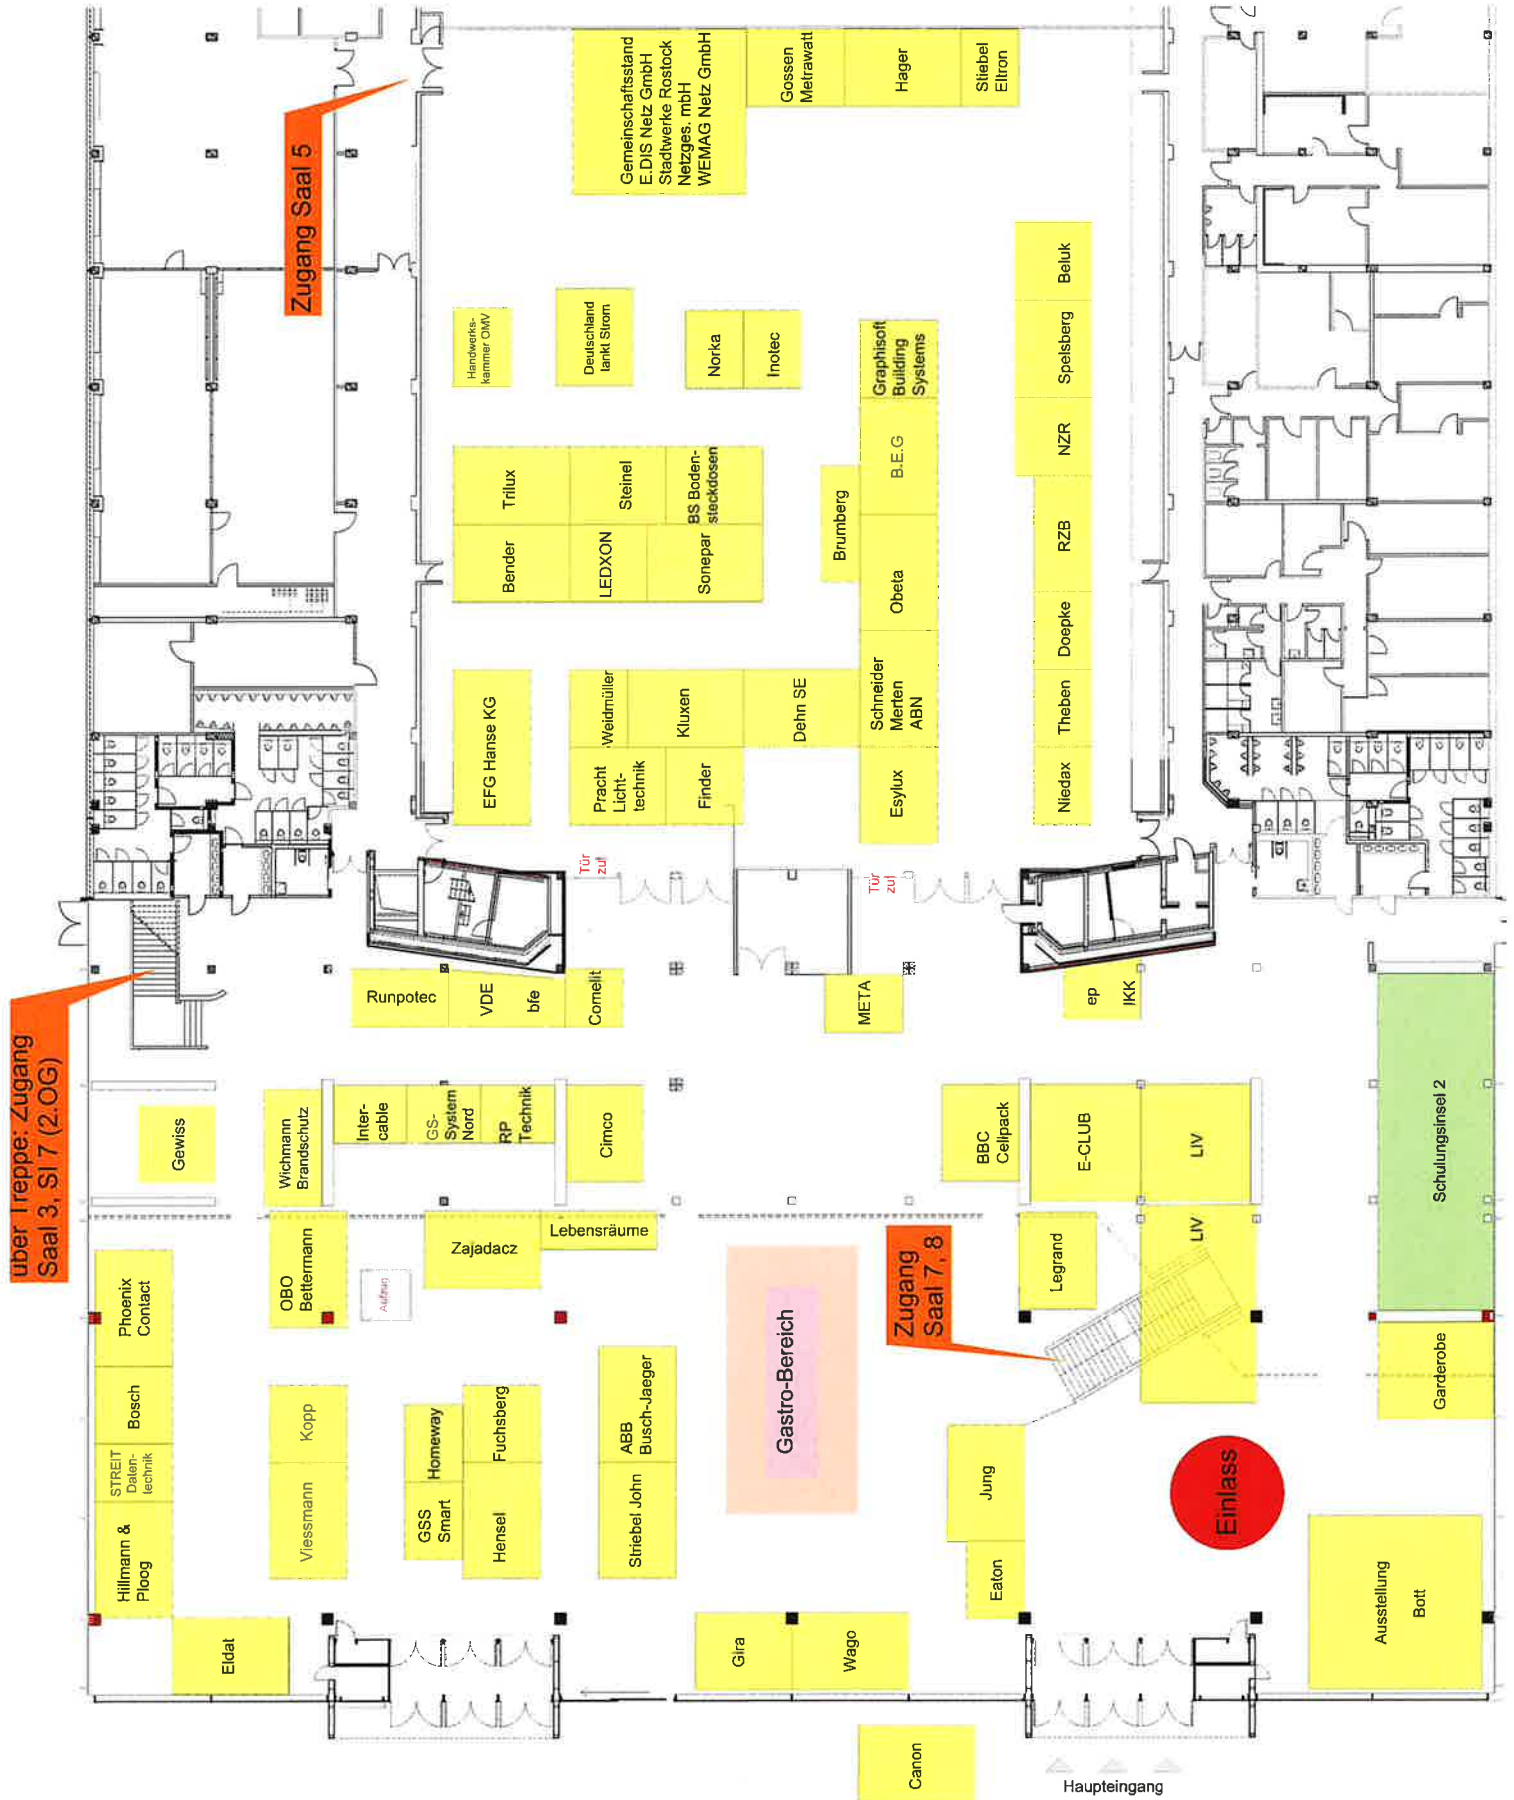 Zugang Saal 5
Gemeinschaftsstand
E.DIS Netz GmbH
Stadtwerke Rostock
Netzges. mbH
WEMAG Netz GmbH
Gossen
Metrawatt
Hager
Stiebel
Eltron
Handwerks-
kammer OMV
Deutschland
tankt Strom
Norka
Inotec
Graphisoft
Building
Systems
Beluk
Spelsberg
NZR
B.E.G
Trilux
Steinel
BS Boden-
steckdosen
Brumberg
Bender
LEDXON
Sonepar
Obeta
RZB
Doepke
EFG Hanse KG
Weidmüller
Kluxen
Dehn SE
Schneider
Merten
ABN
Theben
Pracht
Licht-
technik
Finder
Esylux
Niedax
Tür
zu!
Tür
zu!
über Treppe: Zugang
Saal 3, SI 7 (2.OG)
Runpotec
VDE
bfe
Comelit
META
ep
IKK
Gewiss
Wichmann
Brandschutz
Inter-
cable
GS-
System
Nord
RP
Technik
Cimco
BBC
Cellpack
E-CLUB
LIV
Schulungsinsel 2
Phoenix
Contact
OBO
Bettermann
Aufzug
Zajadacz
Lebensräume
Gastro-Bereich
Zugang
Saal 7, 8
Legrand
LIV
Garderobe
Bosch
STREIT
Daten-
technik
Hillmann &
Ploog
Kopp
Viessmann
Homeway
GSS
Smart
Fuchsberg
Hensel
ABB
Busch-Jaeger
Striebel John
Jung
Eaton
Einlass
Ausstellung
Bott
Eldat
Gira
Wago
Canon
Haupteingang